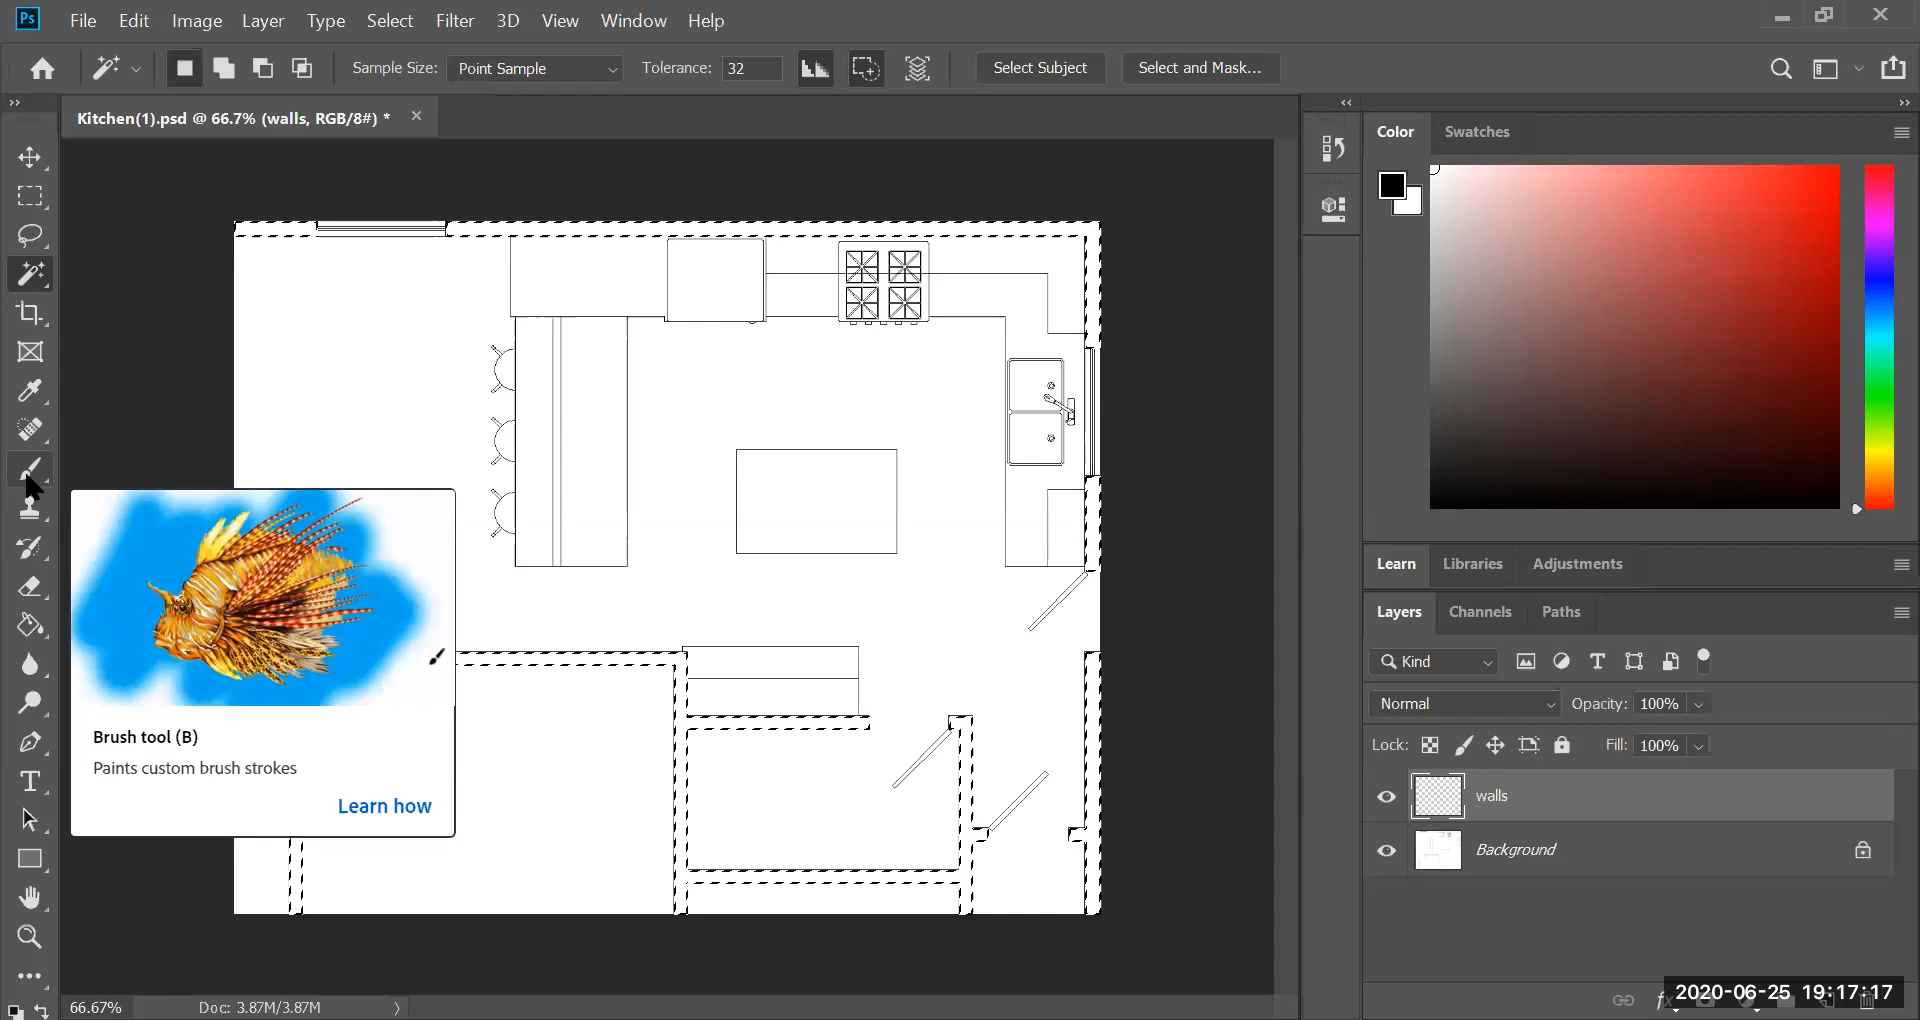 Ps File Edit Image Layer Type Select Filter 3D View Window Help
Sample Size: Point Sample Tolerance: 32 Select Subject Select and Mask...
Kitchen(1).psd @ 66.7% (walls, RGB/8#) *
Color Swatches
Learn Libraries Adjustments
Layers Channels Paths
Kind
Normal Opacity: 100%
Lock: Fill: 100%
walls
Background
Brush tool (B)
Paints custom brush strokes
Learn how
T
66.67% Doc: 3.87M/3.87M
fx
2020-06-25 19:17:17